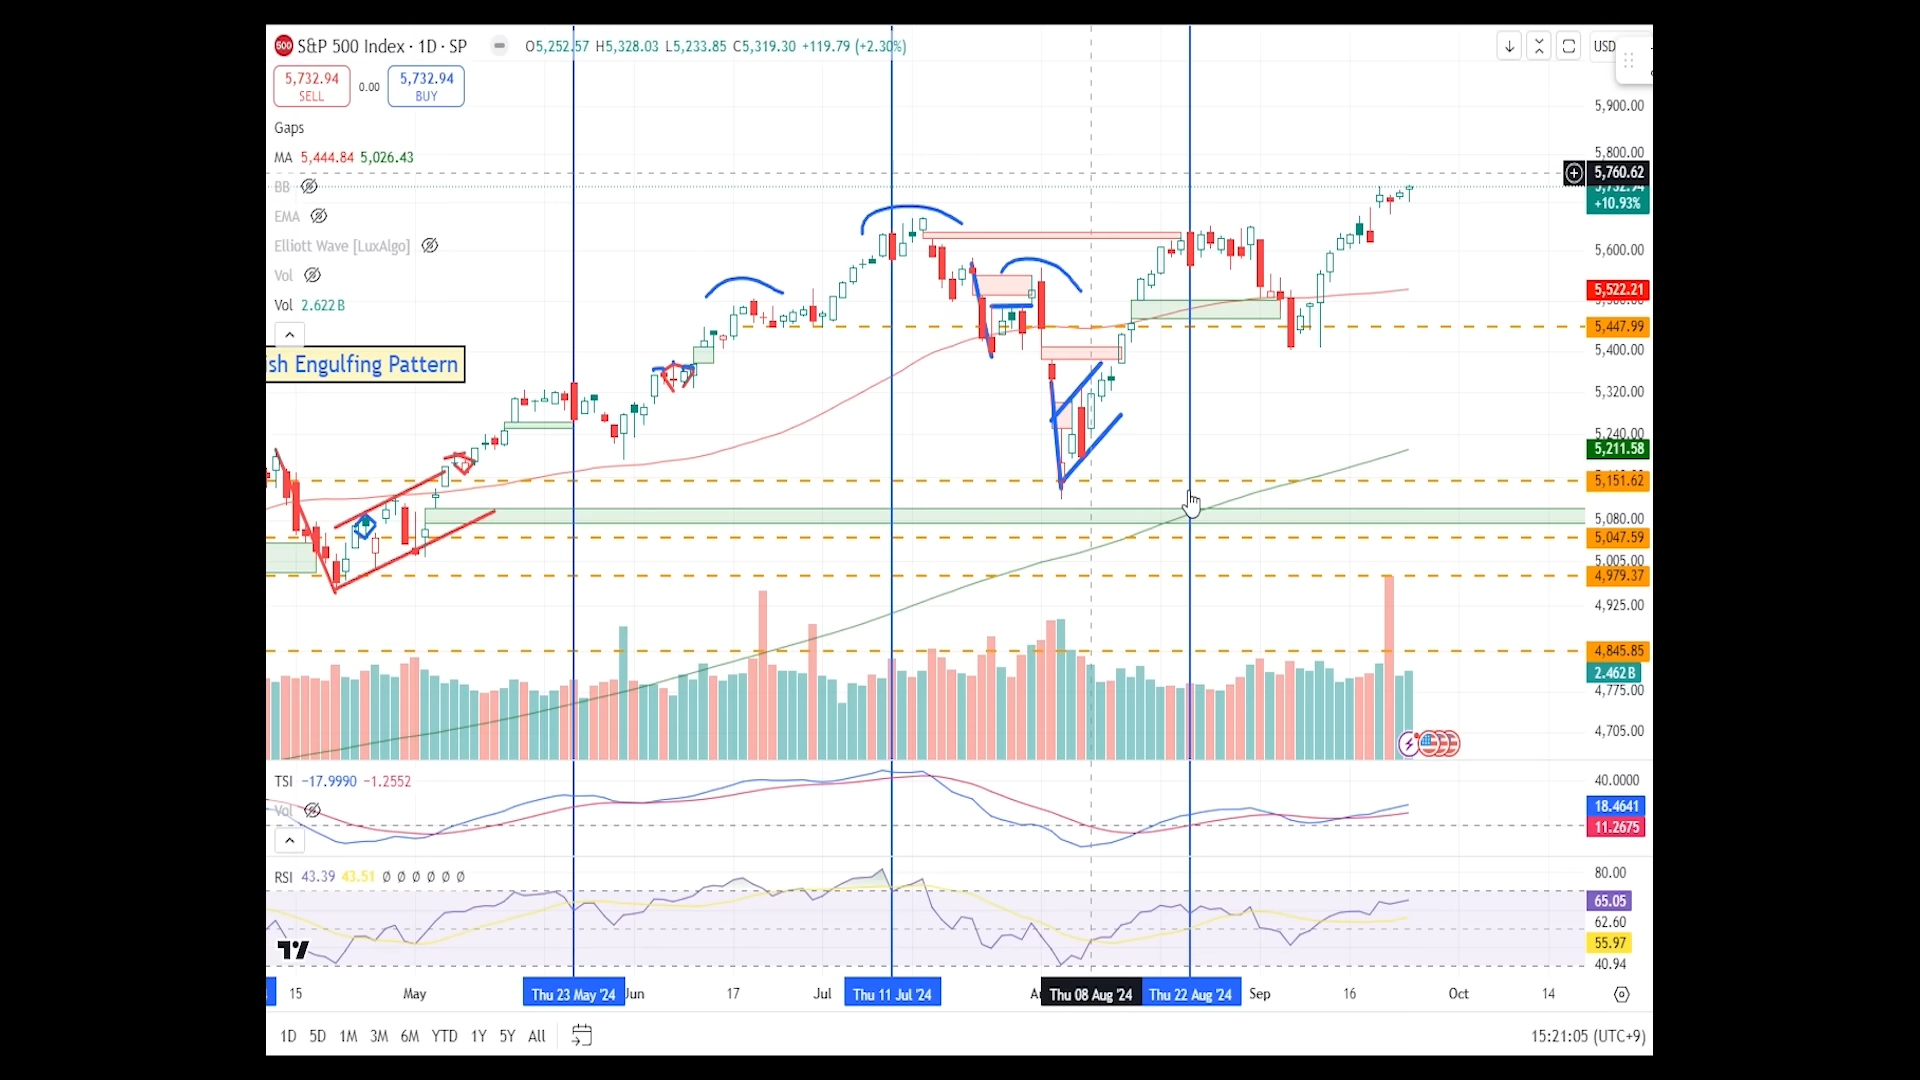 500 S&P 500 Index · 1D · SP O5,252.57 H5,328.03 L5,233.85 C5,319.30 +119.79 (+2.30%) USD
5,732.94 SELL 0.00 5,732.94 BUY
Gaps
MA 5,444.84 5,026.43
BB
EMA
Elliott Wave [LuxAlgo]
Vol
Vol 2.622B
ish Engulfing Pattern
5,900.00
5,800.00
5,760.62
5,732.94
+10.93%
5,600.00
5,522.21
5,447.99
5,400.00
5,320.00
5,240.00
5,211.58
5,151.62
5,080.00
5,047.59
5,005.00
4,979.37
4,925.00
4,845.85
2.462B
4,775.00
4,705.00
TSI −17.9990 −1.2552
Vol
40.0000
18.4641
11.2675
RSI 43.39 43.51 Ø Ø Ø Ø Ø Ø
80.00
65.05
62.60
55.97
40.94
15 May Thu 23 May '24 Jun 17 Jul Thu 11 Jul '24 Thu 08 Aug '24 Thu 22 Aug '24 Sep 16 Oct 14
1D 5D 1M 3M 6M YTD 1Y 5Y All 15:21:05 (UTC+9)